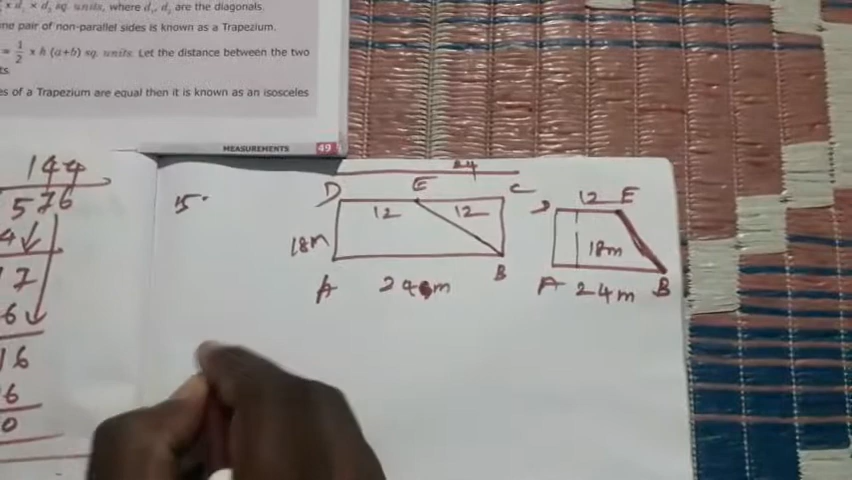 × d₁ × d₂ sq. units, where d₁, d₂ are the diagonals.
ne pair of non-parallel sides is known as a Trapezium.
= 1/2 × h (a+b) sq. units. Let the distance between the two
ts.
es of a Trapezium are equal then it is known as an isosceles
MEASUREMENTS 49
144
576
4
17
6
16
6
0
15.
24
D E C
12 12
18m
A 24m B
D 12 E
18m
A 24m B